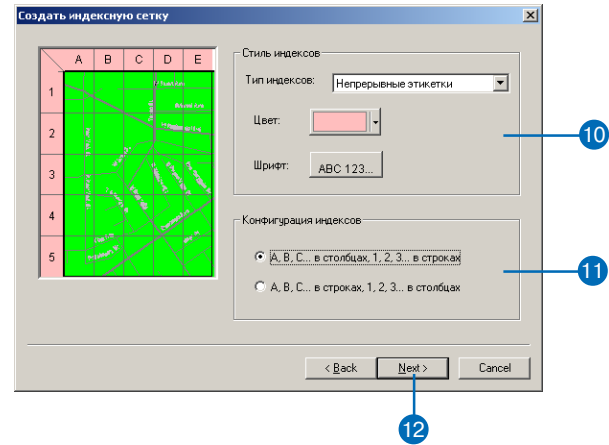 Создать индексную сетку
A B C D E
1
2
3
4
5
Стиль индексов
Тип индексов: Непрерывные этикетки
Цвет:
Шрифт: ABC 123...
10
Конфигурация индексов
A, B, C... в столбцах, 1, 2, 3... в строках
A, B, C... в строках, 1, 2, 3... в столбцах
11
< Back Next > Cancel
12